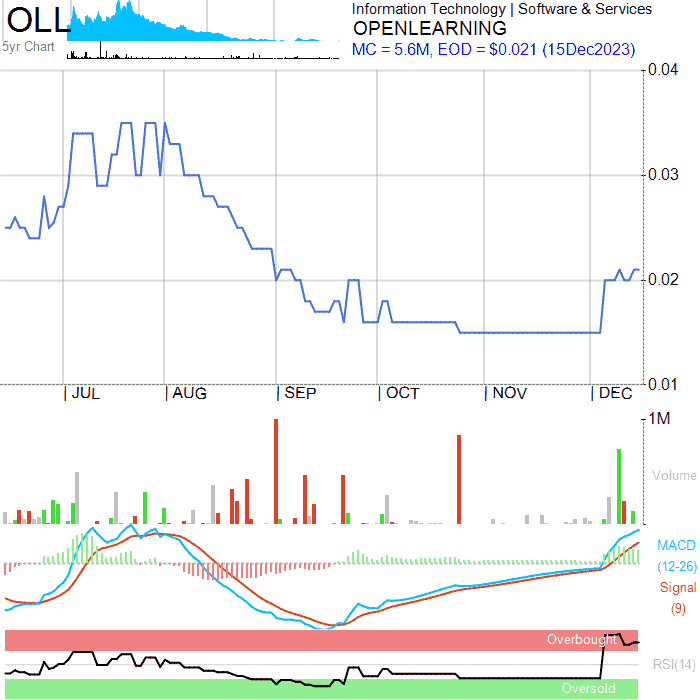 OLL
5yr Chart
Information Technology | Software & Services
OPENLEARNING
MC = 5.6M, EOD = $0.021 (15Dec2023)
0.04
0.03
0.02
0.01
| JUL | AUG | SEP | OCT | NOV | DEC
1M
Volume
MACD
(12-26)
Signal
(9)
Overbought
RSI(14)
Oversold